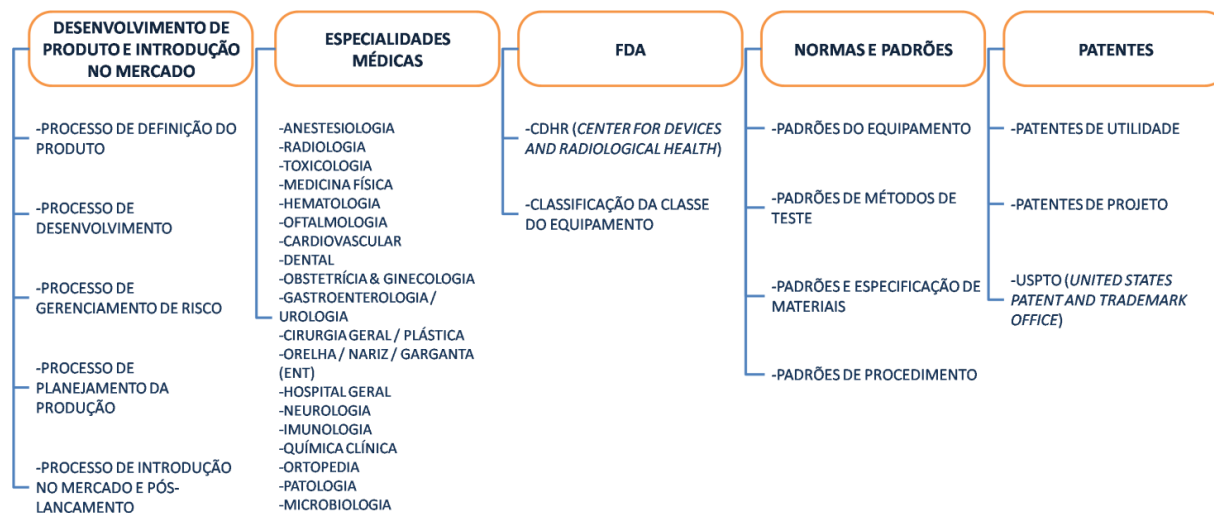 DESENVOLVIMENTO DE
PRODUTO E INTRODUÇÃO
NO MERCADO
-PROCESSO DE DEFINIÇÃO DO
PRODUTO
-PROCESSO DE
DESENVOLVIMENTO
-PROCESSO DE
GERENCIAMENTO DE RISCO
-PROCESSO DE
PLANEJAMENTO DA
PRODUÇÃO
-PROCESSO DE INTRODUÇÃO
NO MERCADO E PÓS-
LANCAMENTO
ESPECIALIDADES
MÉDICAS
-ANESTESIOLOGIA
-RADIOLOGIA
-TOXICOLOGIA
-MEDICINA FÍSICA
-HEMATOLOGIA
-OFTALMOLOGIA
-CARDIOVASCULAR
-DENTAL
-OBSTETRÍCIA & GINECOLOGIA
-GASTROENTEROLOGIA /
UROLOGIA
-CIRURGIA GERAL / PLÁSTICA
-ORELHA / NARIZ / GARGANTA
(ENT)
-HOSPITAL GERAL
-NEUROLOGIA
-IMUNOLOGIA
-QUÍMICA CLÍNICA
-ORTOPEDIA
-PATOLOGIA
-MICROBIOLOGIA
FDA
-CDHR (CENTER FOR DEVICES
AND RADIOLOGICAL HEALTH)
-CLASSIFICAÇÃO DA CLASSE
DO EQUIPAMENTO
NORMAS E PADRÕES
-PADRÕES DO EQUIPAMENTO
-PADRÕES DE MÉTODOS DE
TESTE
-PADRÕES E ESPECIFICAÇÃO DE
MATERIAIS
-PADRÕES DE PROCEDIMENTO
PATENTES
-PATENTES DE UTILIDADE
-PATENTES DE PROJETO
-USPTO (UNITED STATES
PATENT AND TRADEMARK
OFFICE)